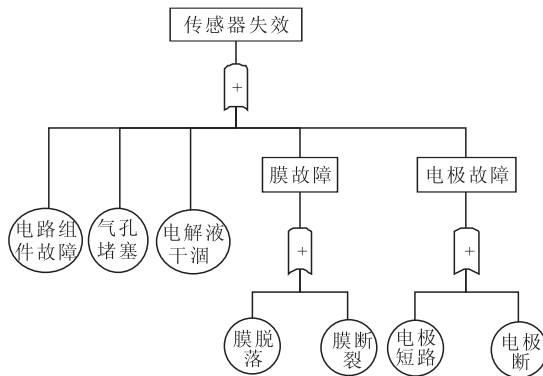 传感器失效
+
膜故障
电极故障
电路组
件故障
气孔
堵塞
电解液
干涸
+
+
膜脱
落
膜断
裂
电极
短路
电极
断